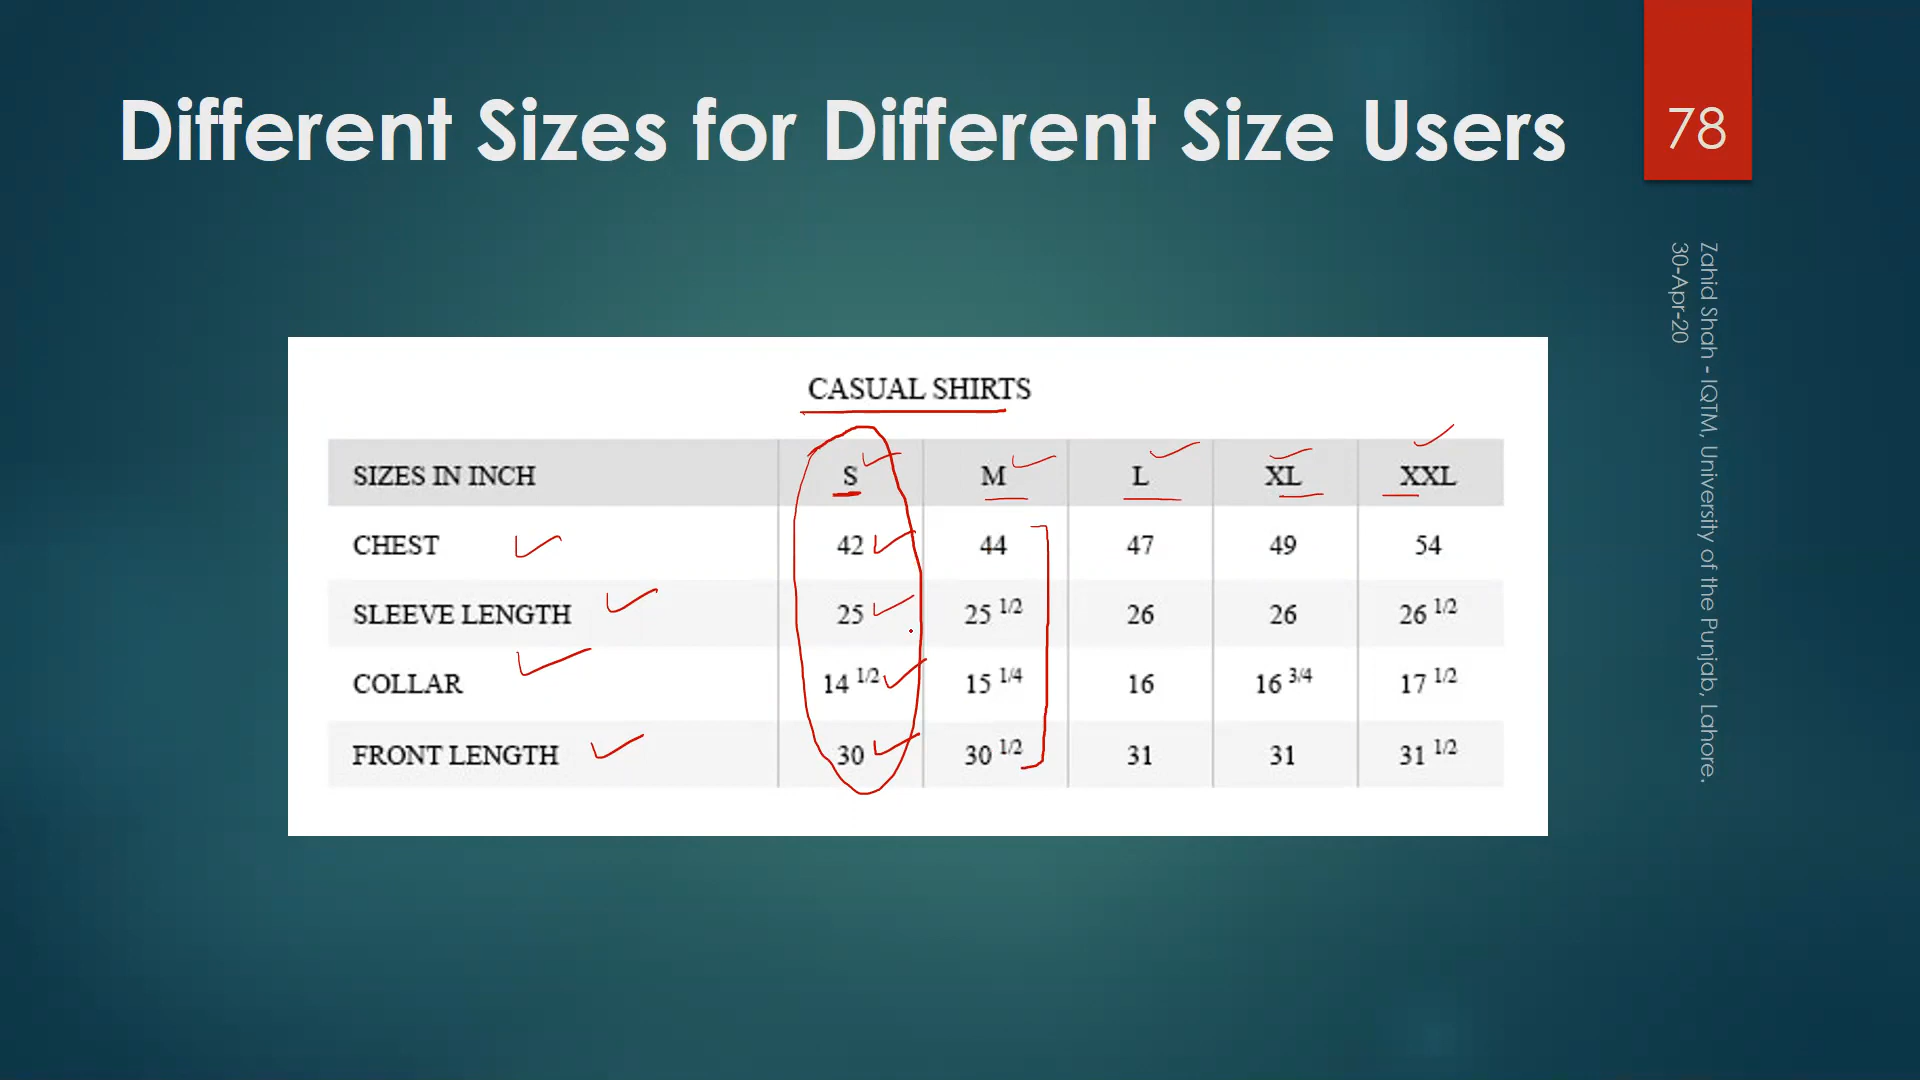 Different Sizes for Different Size Users
78
Zahid Shah - IQTM, University of the Punjab, Lahore.
30-Apr-20
CASUAL SHIRTS
SIZES IN INCH S M L XL XXL
CHEST 42 44 47 49 54
SLEEVE LENGTH 25 25 1/2 26 26 26 1/2
COLLAR 14 1/2 15 1/4 16 16 3/4 17 1/2
FRONT LENGTH 30 30 1/2 31 31 31 1/2